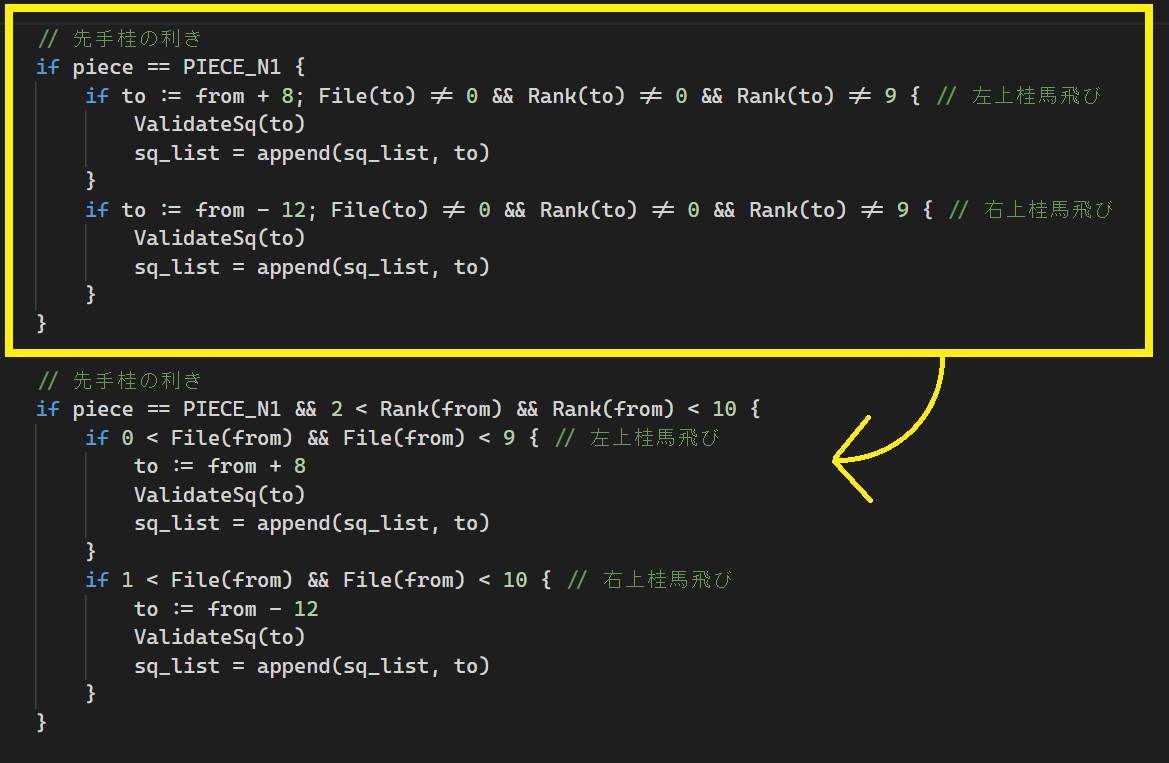 // 先手桂の利き
if piece == PIECE_N1 {
if to := from + 8; File(to) != 0 && Rank(to) != 0 && Rank(to) != 9 { // 左上桂馬飛び
ValidateSq(to)
sq_list = append(sq_list, to)
}
if to := from - 12; File(to) != 0 && Rank(to) != 0 && Rank(to) != 9 { // 右上桂馬飛び
ValidateSq(to)
sq_list = append(sq_list, to)
}
}
// 先手桂の利き
if piece == PIECE_N1 && 2 < Rank(from) && Rank(from) < 10 {
if 0 < File(from) && File(from) < 9 { // 左上桂馬飛び
to := from + 8
ValidateSq(to)
sq_list = append(sq_list, to)
}
if 1 < File(from) && File(from) < 10 { // 右上桂馬飛び
to := from - 12
ValidateSq(to)
sq_list = append(sq_list, to)
}
}